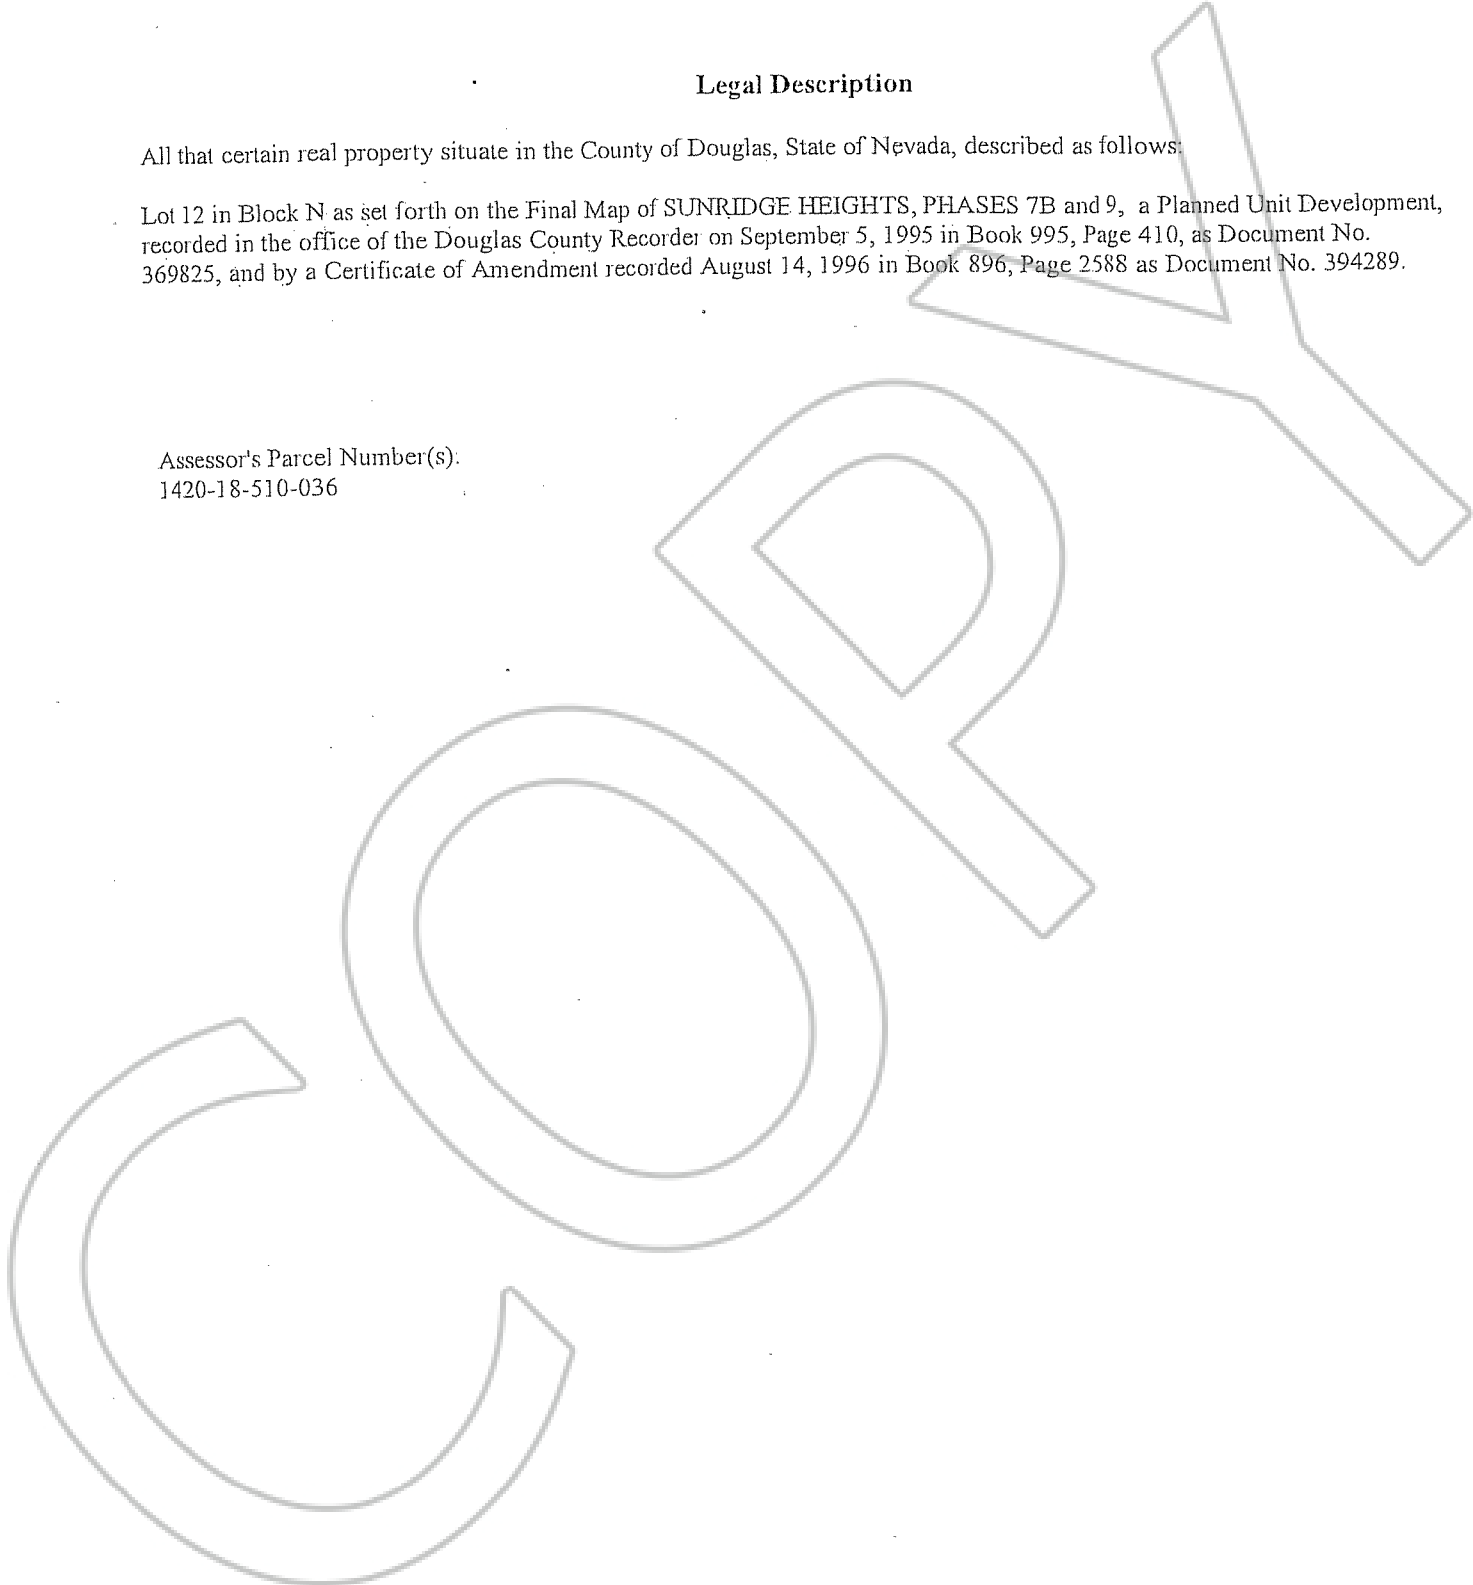 Legal Description
All that certain real property situate in the County of Douglas, State of Nevada, described as follows:
Lot 12 in Block N as set forth on the Final Map of SUNRIDGE HEIGHTS, PHASES 7B and 9, a Planned Unit Development,
recorded in the office of the Douglas County Recorder on September 5, 1995 in Book 995, Page 410, as Document No.
369825, and by a Certificate of Amendment recorded August 14, 1996 in Book 896, Page 2588 as Document No. 394289.
Assessor's Parcel Number(s):
1420-18-510-036
COPY